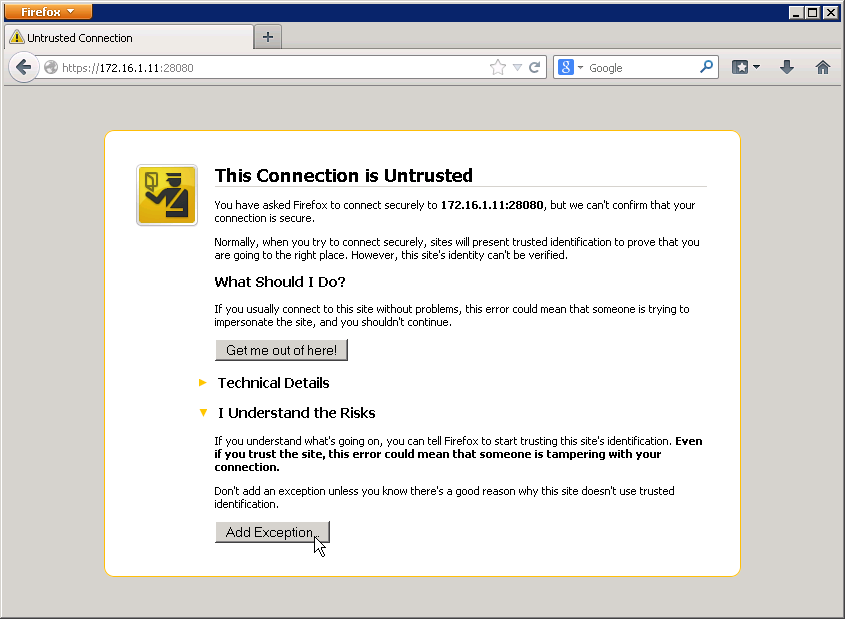 Firefox
Untrusted Connection
https://172.16.1.11:28080
Google
This Connection is Untrusted
You have asked Firefox to connect securely to 172.16.1.11:28080, but we can't confirm that your
connection is secure.
Normally, when you try to connect securely, sites will present trusted identification to prove that you
are going to the right place. However, this site's identity can't be verified.
What Should I Do?
If you usually connect to this site without problems, this error could mean that someone is trying to
impersonate the site, and you shouldn't continue.
Get me out of here!
Technical Details
I Understand the Risks
If you understand what's going on, you can tell Firefox to start trusting this site's identification. Even
if you trust the site, this error could mean that someone is tampering with your
connection.
Don't add an exception unless you know there's a good reason why this site doesn't use trusted
identification.
Add Exception...